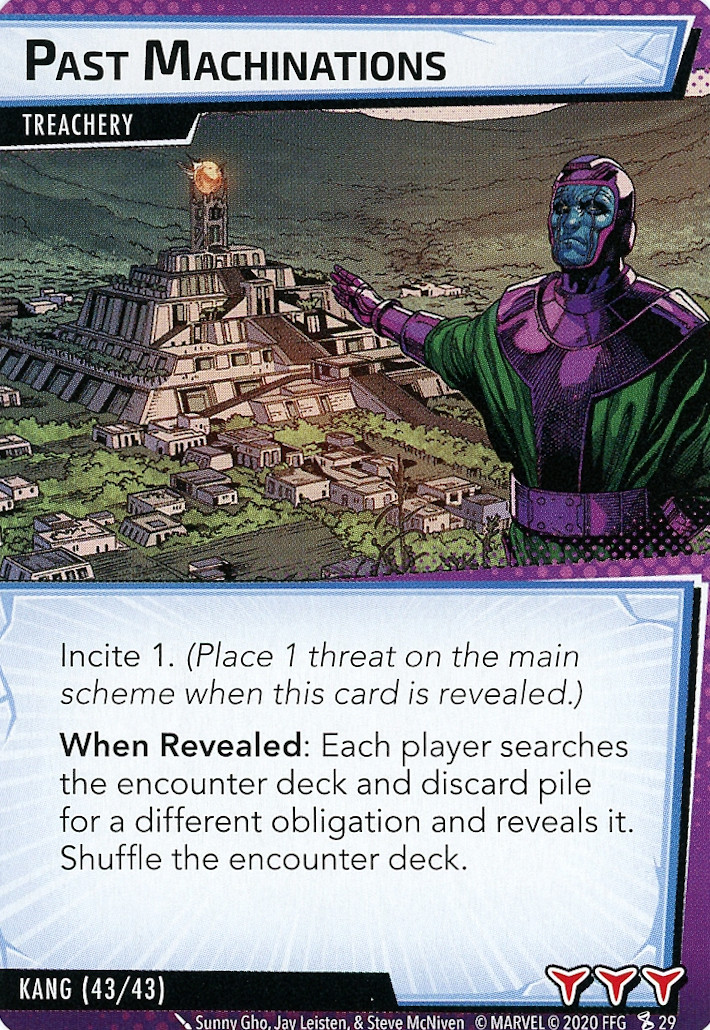 Past Machinations
TREACHERY
Incite 1. (Place 1 threat on the main
scheme when this card is revealed.)
When Revealed: Each player searches
the encounter deck and discard pile
for a different obligation and reveals it.
Shuffle the encounter deck.
KANG (43/43)
Sunny Gho, Jay Leisten, & Steve McNiven © MARVEL © 2020 FFG 29